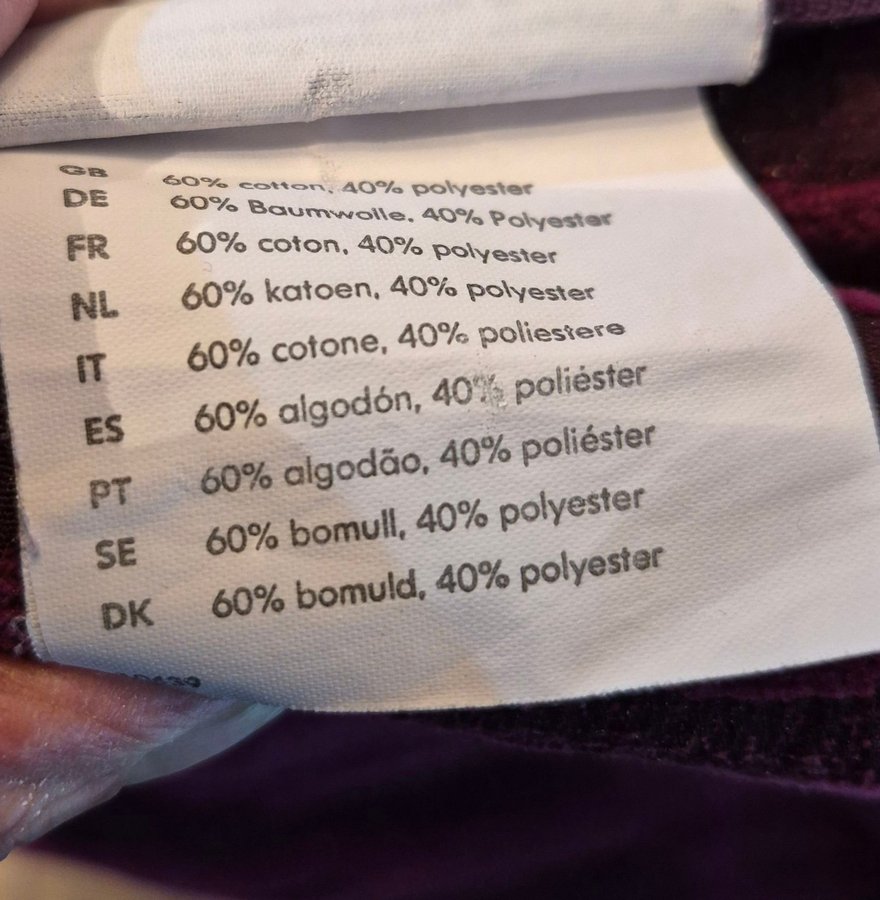 GB 60% cotton, 40% polyester
DE 60% Baumwolle, 40% Polyester
FR 60% coton, 40% polyester
NL 60% katoen, 40% polyester
IT 60% cotone, 40% poliestere
ES 60% algodón, 40% poliéster
PT 60% algodão, 40% poliéster
SE 60% bomull, 40% polyester
DK 60% bomuld, 40% polyester